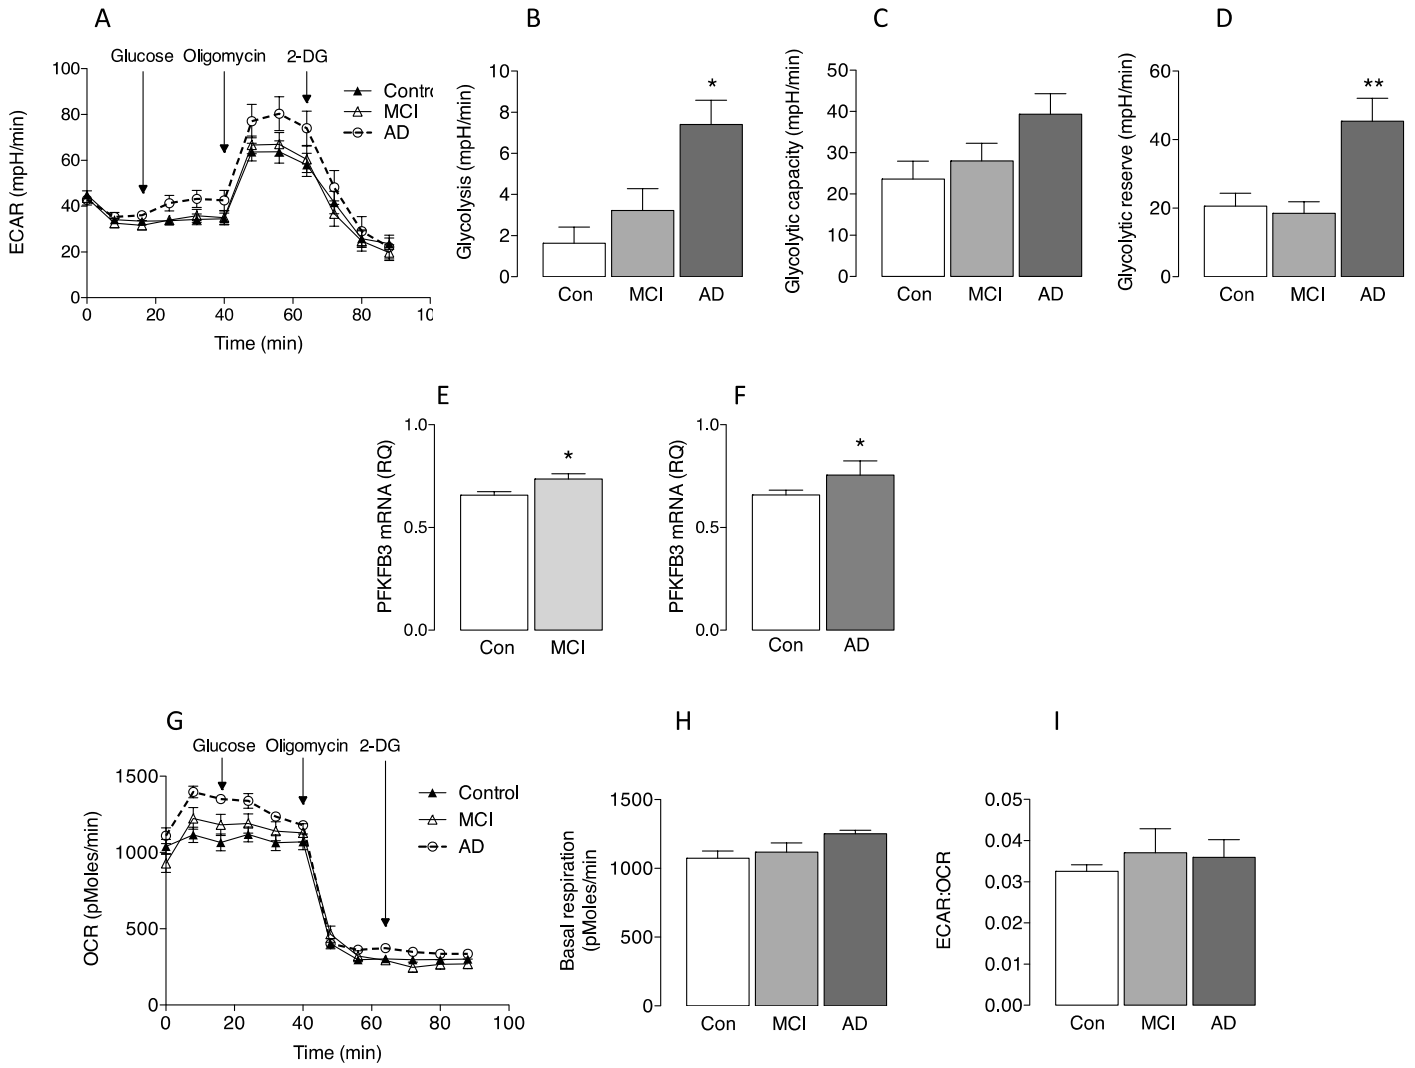 A
Glucose Oligomycin 2-DG
ECAR (mpH/min)
100
80
60
40
20
0
0 20 40 60 80 10
Time (min)
Contrc
MCI
AD
B
Glycolysis (mpH/min)
10
8
6
4
2
0
*
Con MCI AD
C
Glycolytic capacity (mpH/min)
50
40
30
20
10
0
Con MCI AD
D
Glycolytic reserve (mpH/min)
60
40
20
0
**
Con MCI AD
E
PFKFB3 mRNA (RQ)
1.0
0.5
0.0
*
Con MCI
F
PFKFB3 mRNA (RQ)
1.0
0.5
0.0
*
Con AD
G
Glucose Oligomycin 2-DG
OCR (pMoles/min)
1500
1000
500
0
0 20 40 60 80 100
Time (min)
Control
MCI
AD
H
Basal respiration
(pMoles/min
1500
1000
500
0
Con MCI AD
I
ECAR:OCR
0.05
0.04
0.03
0.02
0.01
0.00
Con MCI AD